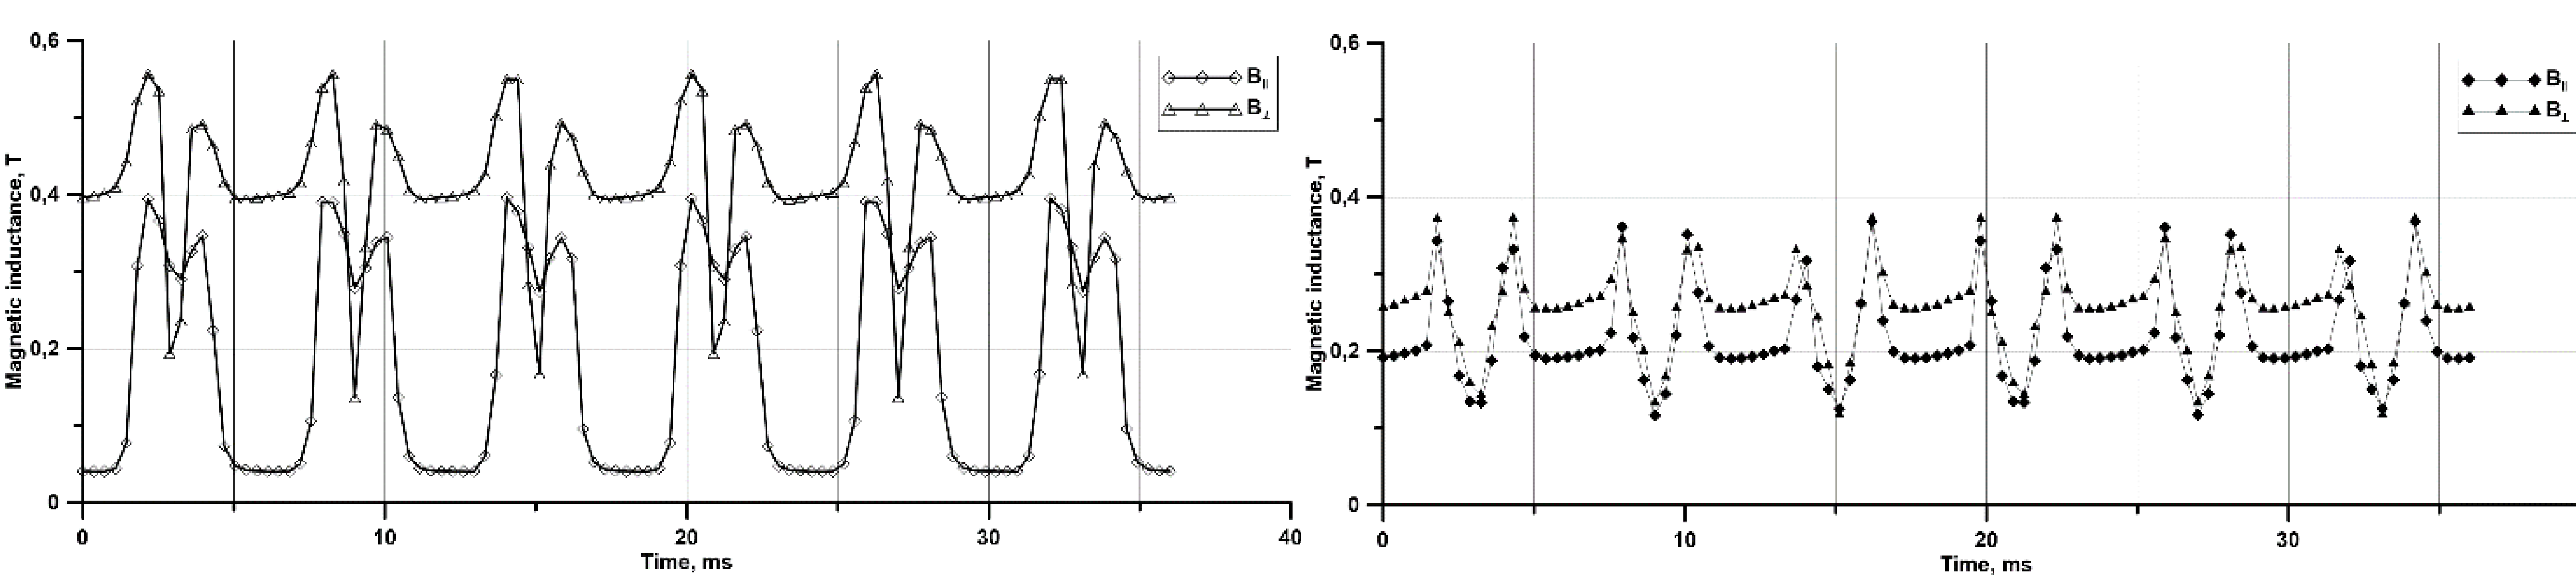 0,6
0,4
0,2
0
Magnetic inductance, T
0
10
20
30
40
Time, ms
B||
B⊥
0,6
0,4
0,2
0
Magnetic inductance, T
0
10
20
30
Time, ms
B||
B⊥